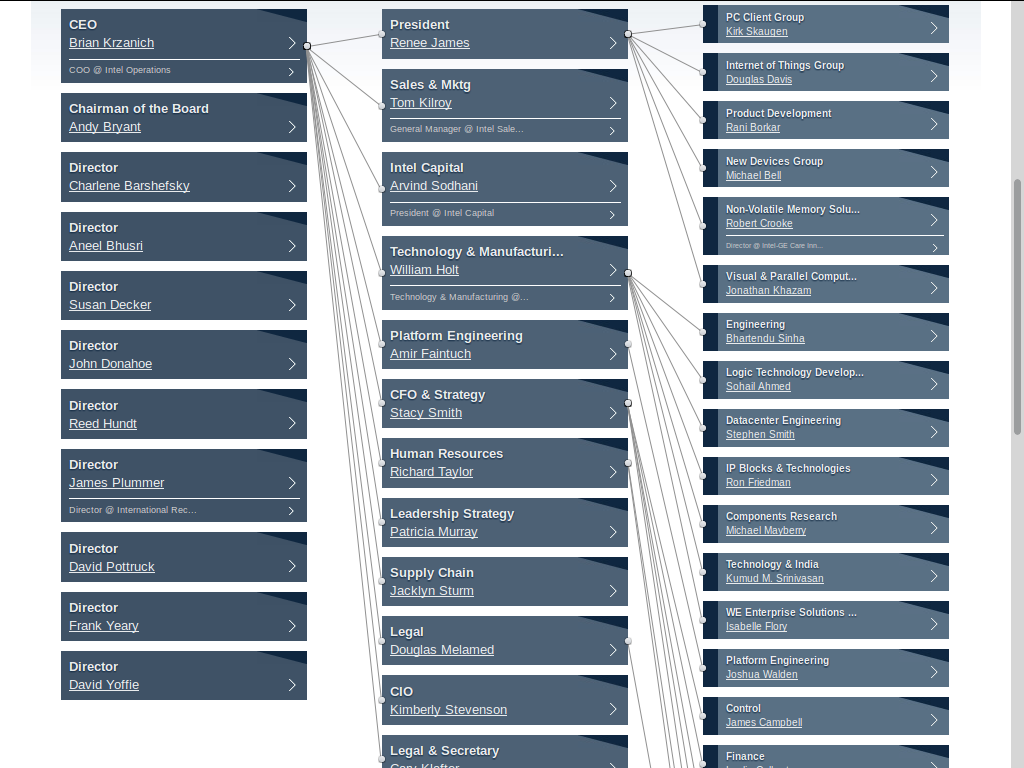 CEO
Brian Krzanich
COO @ Intel Operations
Chairman of the Board
Andy Bryant
Director
Charlene Barshefsky
Director
Aneel Bhusri
Director
Susan Decker
Director
John Donahoe
Director
Reed Hundt
Director
James Plummer
Director @ International Rec...
Director
David Pottruck
Director
Frank Yeary
Director
David Yoffie
President
Renee James
Sales & Mktg
Tom Kilroy
General Manager @ Intel Sale...
Intel Capital
Arvind Sodhani
President @ Intel Capital
Technology & Manufacturi...
William Holt
Technology & Manufacturing @...
Platform Engineering
Amir Faintuch
CFO & Strategy
Stacy Smith
Human Resources
Richard Taylor
Leadership Strategy
Patricia Murray
Supply Chain
Jacklyn Sturm
Legal
Douglas Melamed
CIO
Kimberly Stevenson
Legal & Secretary
Cary Klafter
PC Client Group
Kirk Skaugen
Internet of Things Group
Douglas Davis
Product Development
Rani Borkar
New Devices Group
Michael Bell
Non-Volatile Memory Solu...
Robert Crooke
Director @ Intel-GE Care Inn...
Visual & Parallel Comput...
Jonathan Khazam
Engineering
Bhartendu Sinha
Logic Technology Develop...
Sohail Ahmed
Datacenter Engineering
Stephen Smith
IP Blocks & Technologies
Ron Friedman
Components Research
Michael Mayberry
Technology & India
Kumud M. Srinivasan
WE Enterprise Solutions ...
Isabelle Flory
Platform Engineering
Joshua Walden
Control
James Campbell
Finance